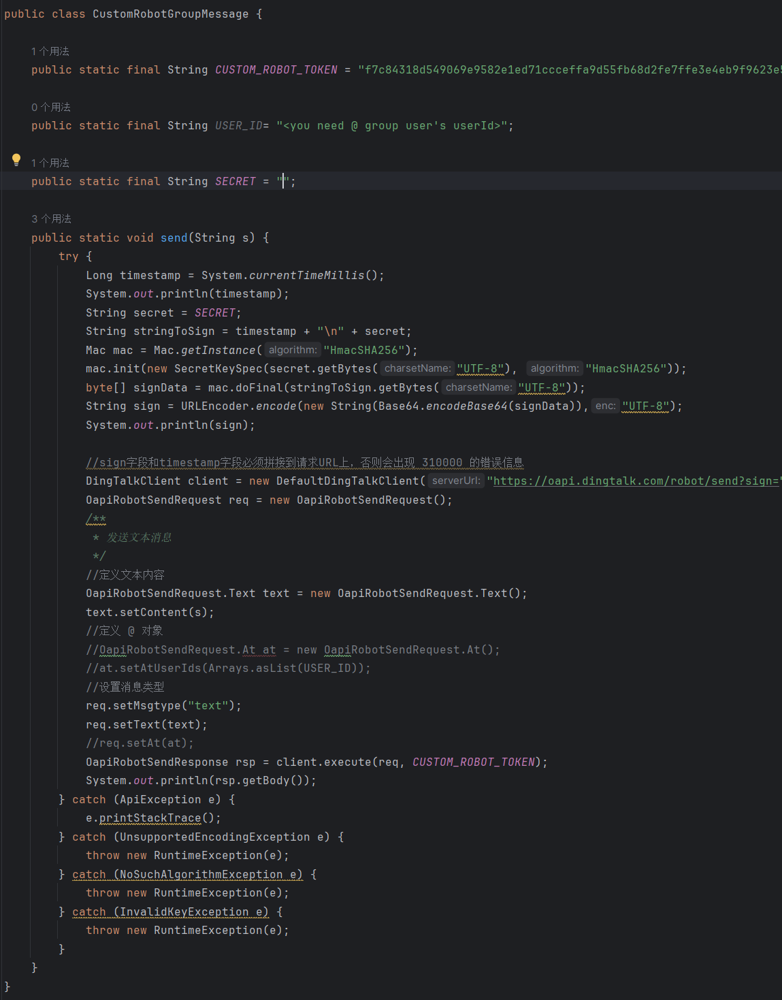 public class CustomRobotGroupMessage {
1 个用法
public static final String CUSTOM_ROBOT_TOKEN = "f7c84318d549069e9582e1ed71ccceffa9d55fb68d2fe7ffe3e4eb9f9623e5
0 个用法
public static final String USER_ID= "<you need @ group user's userId>";
1 个用法
public static final String SECRET = "";
3 个用法
public static void send(String s) {
try {
Long timestamp = System.currentTimeMillis();
System.out.println(timestamp);
String secret = SECRET;
String stringToSign = timestamp + "\n" + secret;
Mac mac = Mac.getInstance( algorithm: "HmacSHA256");
mac.init(new SecretKeySpec(secret.getBytes( charsetName: "UTF-8"), algorithm: "HmacSHA256"));
byte[] signData = mac.doFinal(stringToSign.getBytes( charsetName: "UTF-8"));
String sign = URLEncoder.encode(new String(Base64.encodeBase64(signData)), enc: "UTF-8");
System.out.println(sign);
//sign字段和timestamp字段必须拼接到请求URL上，否则会出现 310000 的错误信息
DingTalkClient client = new DefaultDingTalkClient( serverUrl: "https://oapi.dingtalk.com/robot/send?sign="
OapiRobotSendRequest req = new OapiRobotSendRequest();
/**
* 发送文本消息
*/
//定义文本内容
OapiRobotSendRequest.Text text = new OapiRobotSendRequest.Text();
text.setContent(s);
//定义 @ 对象
//OapiRobotSendRequest.At at = new OapiRobotSendRequest.At();
//at.setAtUserIds(Arrays.asList(USER_ID));
//设置消息类型
req.setMsgtype("text");
req.setText(text);
//req.setAt(at);
OapiRobotSendResponse rsp = client.execute(req, CUSTOM_ROBOT_TOKEN);
System.out.println(rsp.getBody());
} catch (ApiException e) {
e.printStackTrace();
} catch (UnsupportedEncodingException e) {
throw new RuntimeException(e);
} catch (NoSuchAlgorithmException e) {
throw new RuntimeException(e);
} catch (InvalidKeyException e) {
throw new RuntimeException(e);
}
}
}